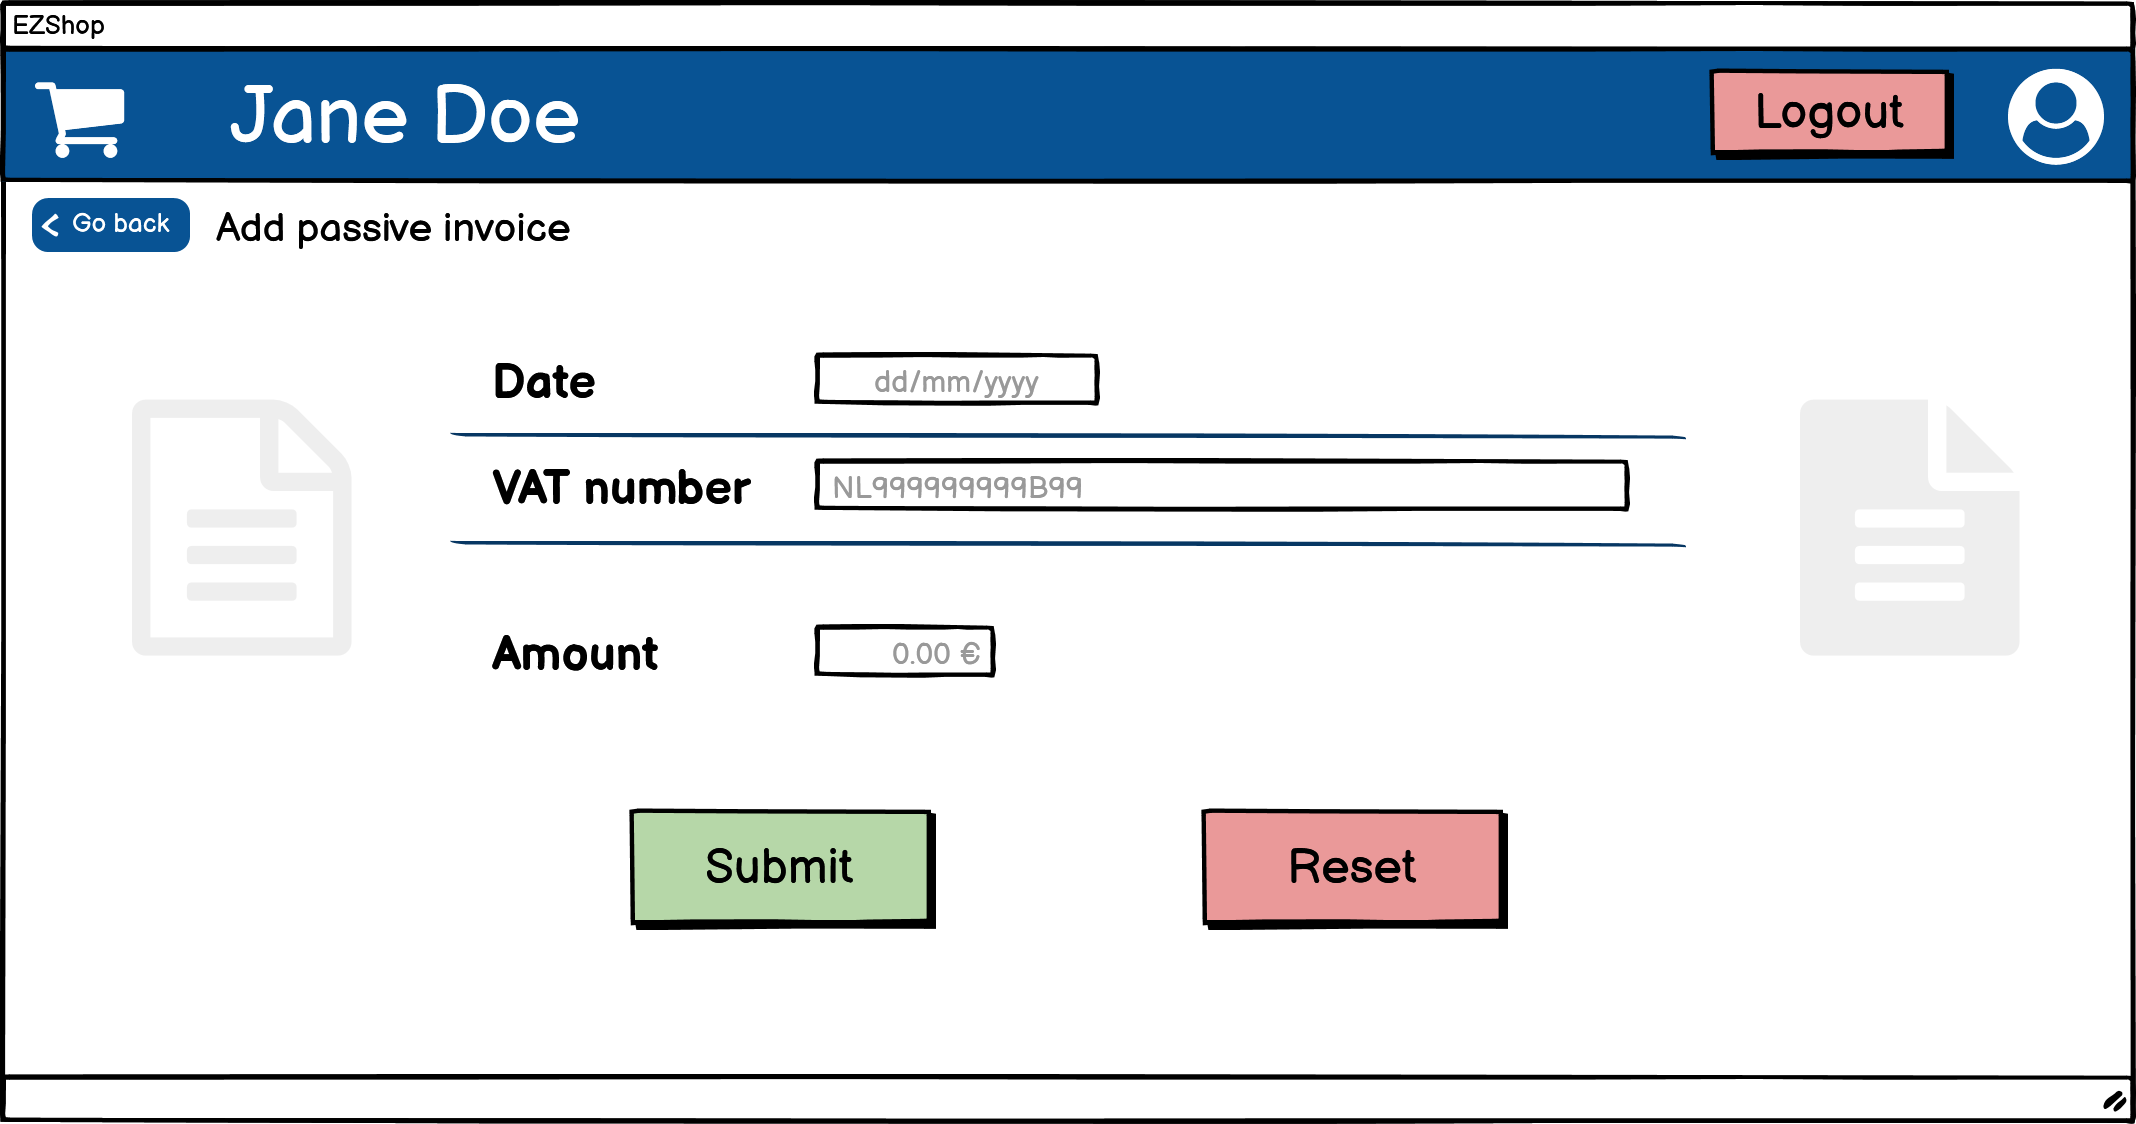 EZShop
Jane Doe
Logout
Go back
Add passive invoice
Date
dd/mm/yyyy
VAT number
NL999999999B99
Amount
0.00 €
Submit
Reset